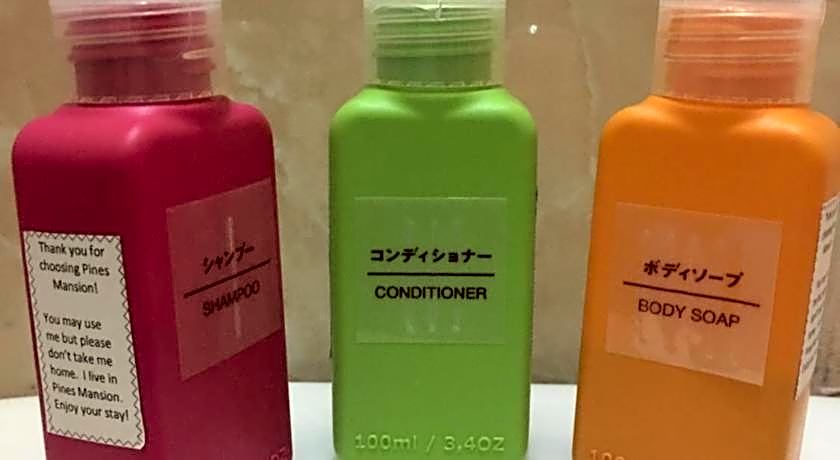 Thank you for
choosing Pines
Mansion!
You may use
me but please
don't take me
home. I live in
Pines Mansion.
Enjoy your stay!
シャンプー
SHAMPOO
コンディショナー
CONDITIONER
100ml / 3.4OZ
ボディソープ
BODY SOAP